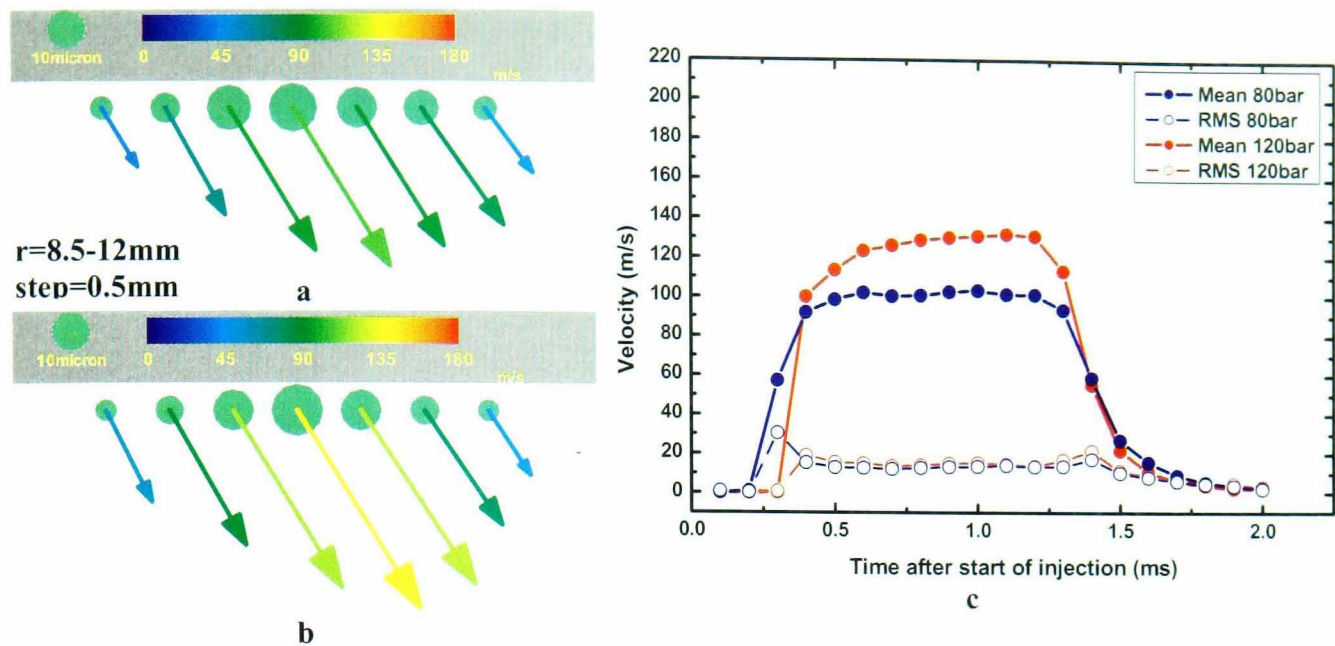 10micron
0 45 90 135 180
m/s
r=8.5-12mm
step=0.5mm
a
10micron
0 45 90 135 180
m/s
b
220
200
180
160
140
120
100
80
60
40
20
0
Velocity (m/s)
Mean 80bar
RMS 80bar
Mean 120bar
RMS 120bar
0.0 0.5 1.0 1.5 2.0
Time after start of injection (ms)
c